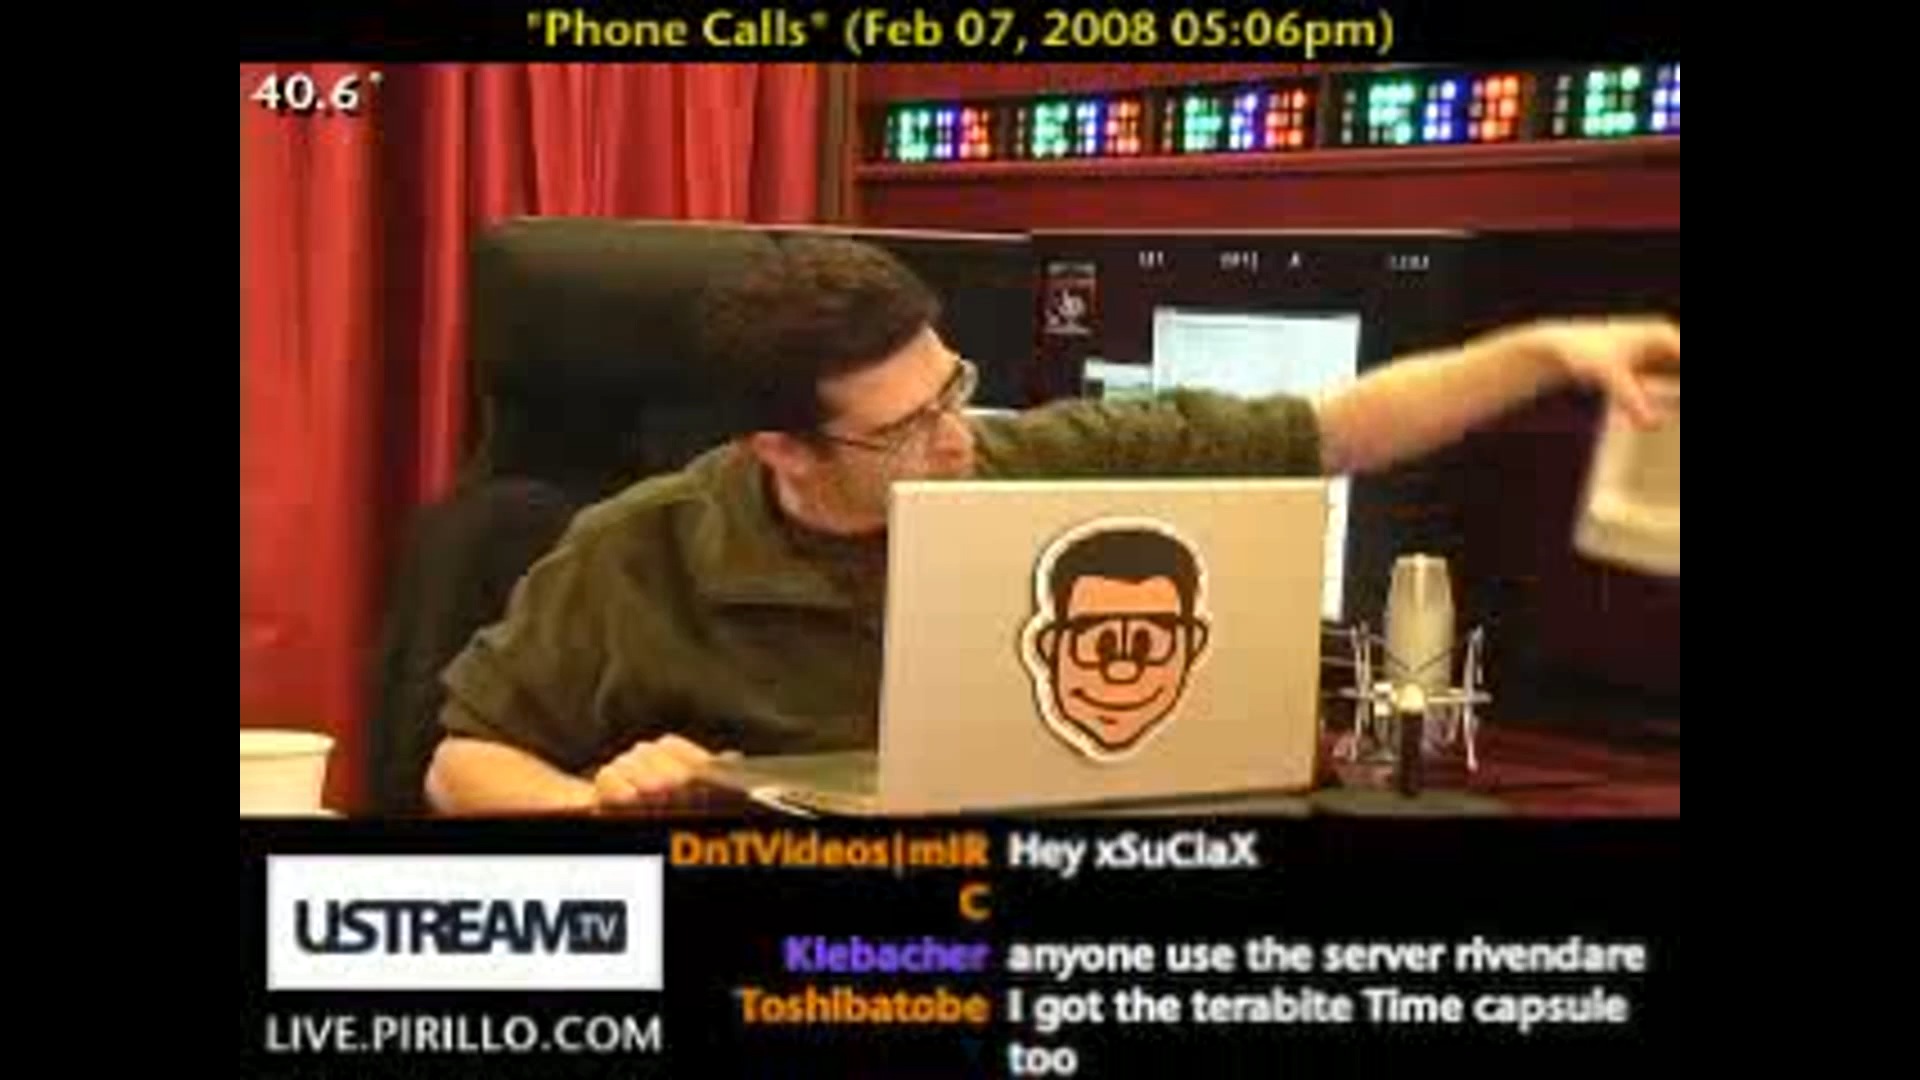 "Phone Calls" (Feb 07, 2008 05:06pm)
40.6°
DnTVideos|mIR Hey xSuClaX
C
Klebacher anyone use the server rivendare
Toshibatobe I got the terabite Time capsule
too
USTREAM TV
LIVE.PIRILLO.COM